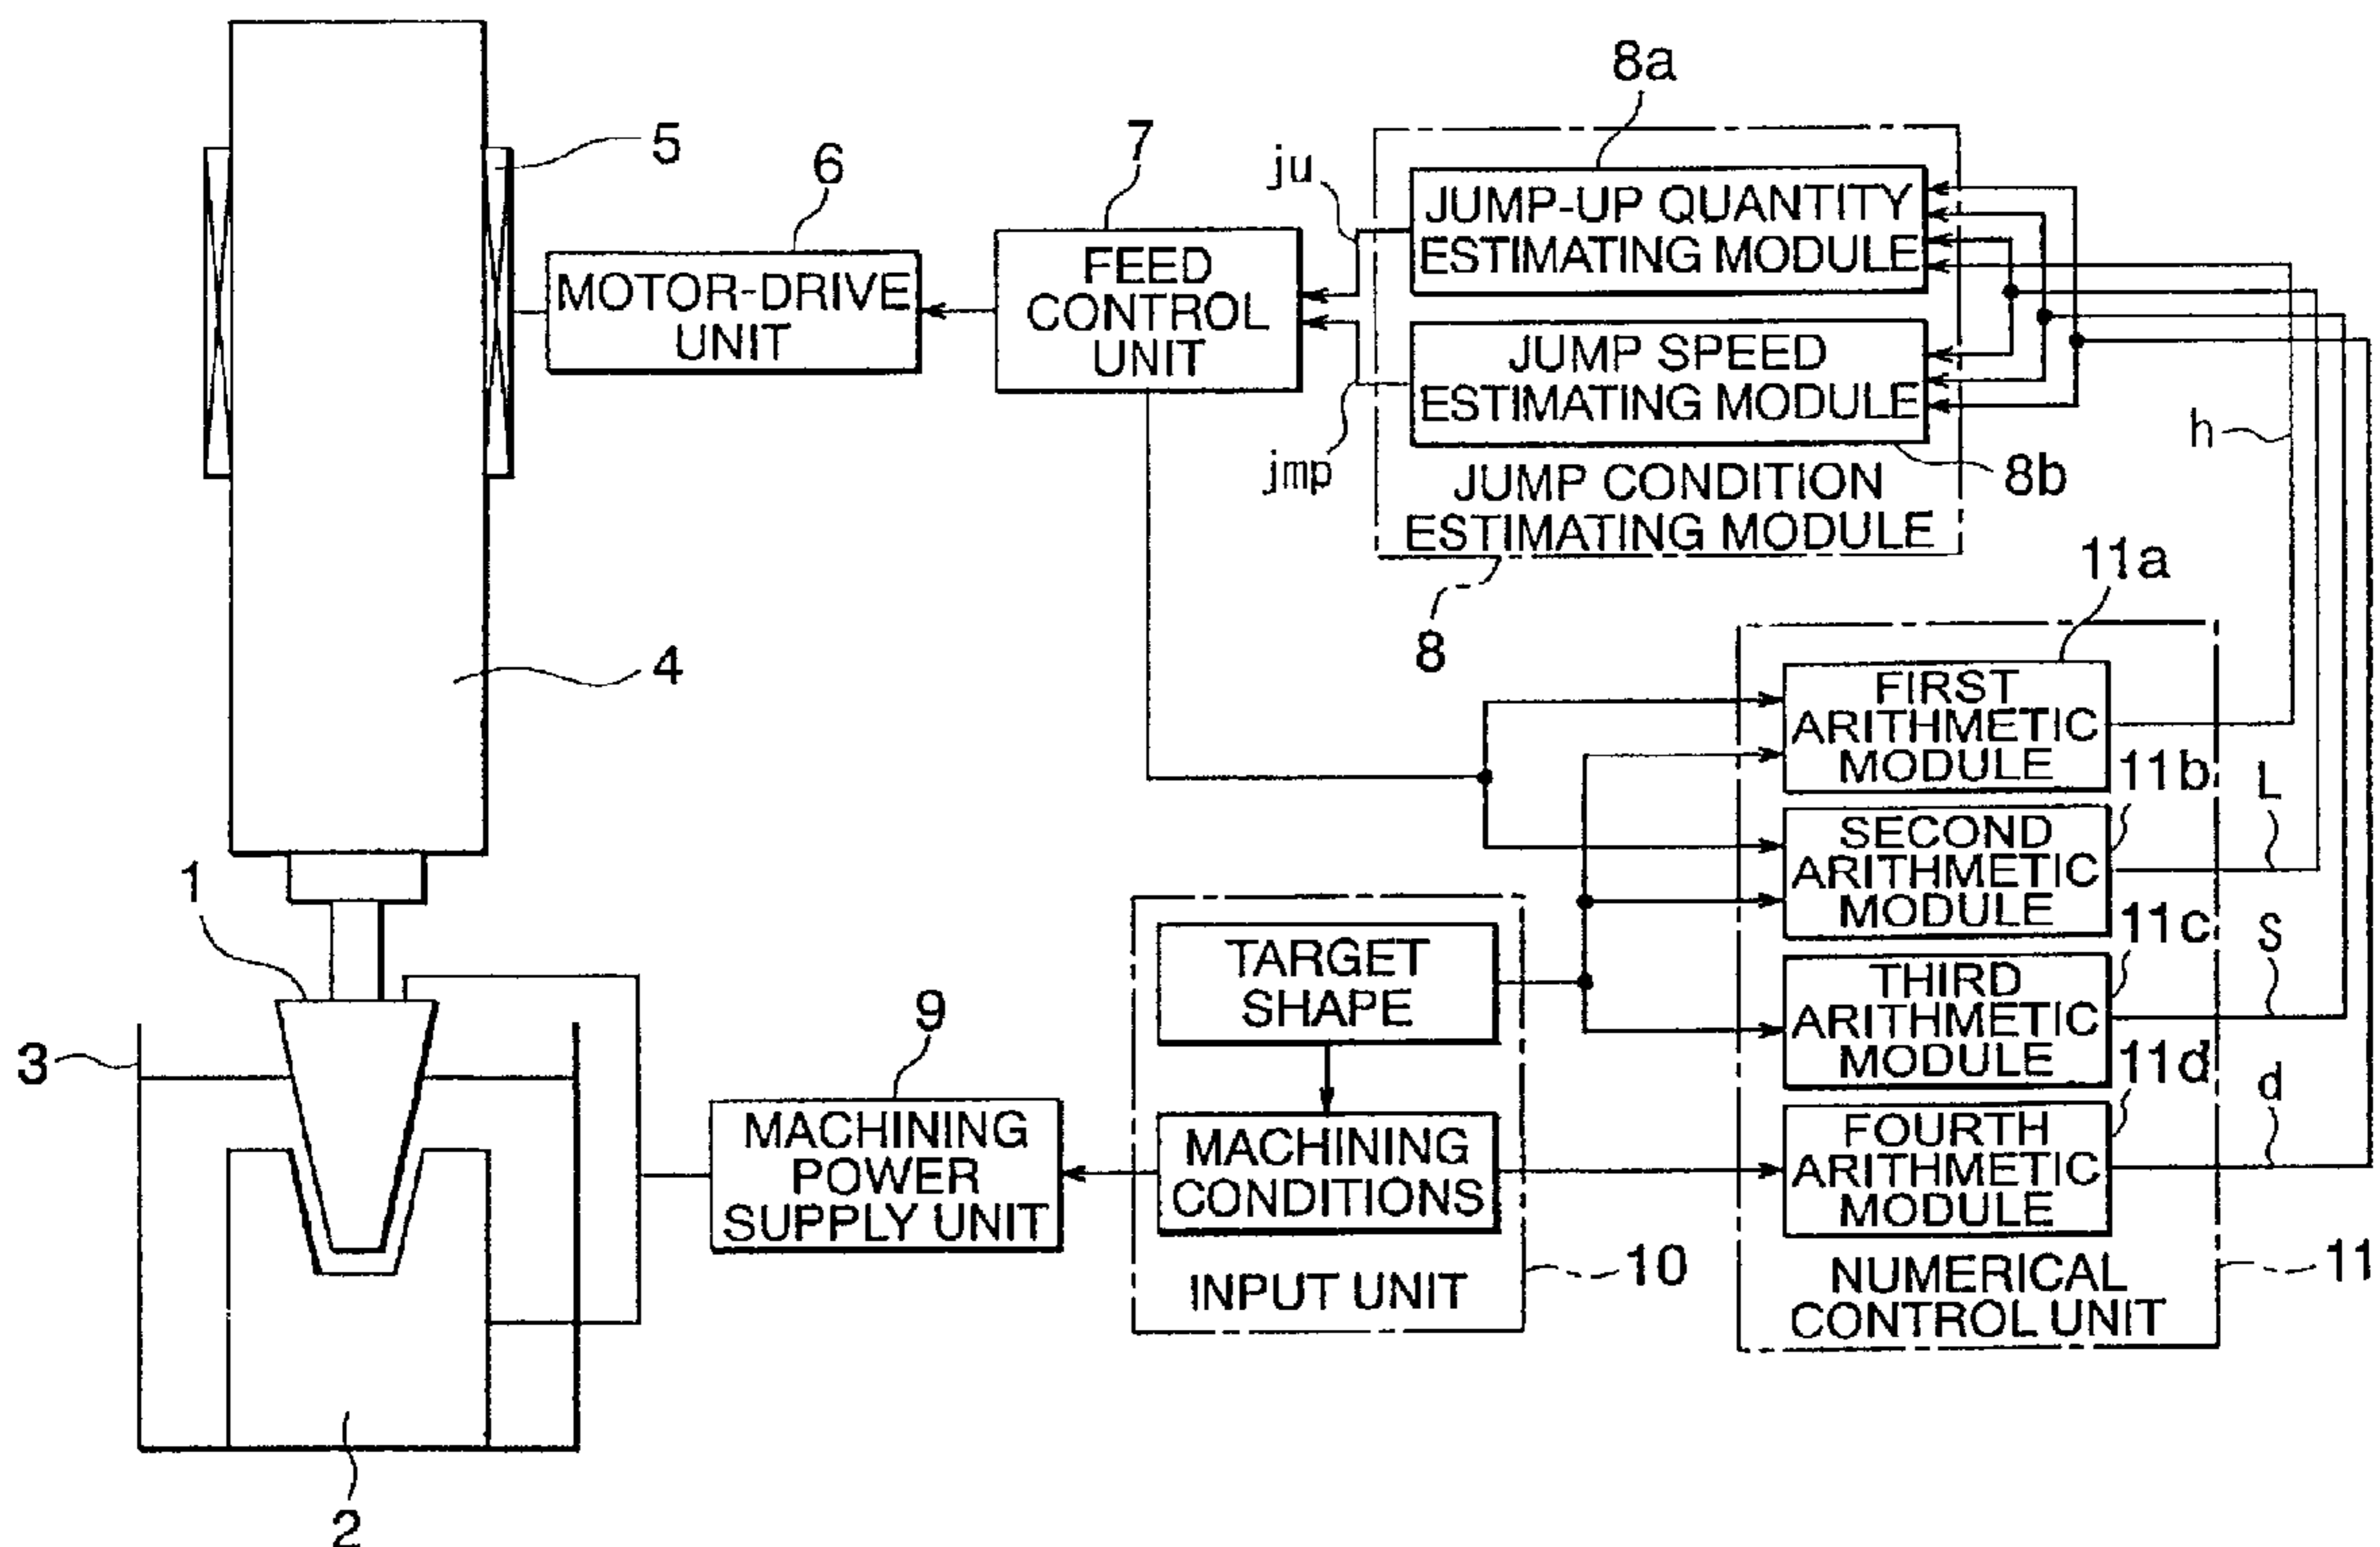 8a
5
6
7
ju
JUMP-UP QUANTITY
ESTIMATING MODULE
MOTOR-DRIVE
UNIT
FEED
CONTROL
UNIT
JUMP SPEED
ESTIMATING MODULE
h
jmp
8b
JUMP CONDITION
ESTIMATING MODULE
11a
8
4
FIRST
ARITHMETIC
MODULE
11b
L
SECOND
ARITHMETIC
MODULE
11c
S
1
TARGET
SHAPE
THIRD
ARITHMETIC
MODULE
11d
d
3
9
MACHINING
POWER
SUPPLY UNIT
MACHINING
CONDITIONS
FOURTH
ARITHMETIC
MODULE
INPUT UNIT
10
NUMERICAL
CONTROL UNIT
11
2